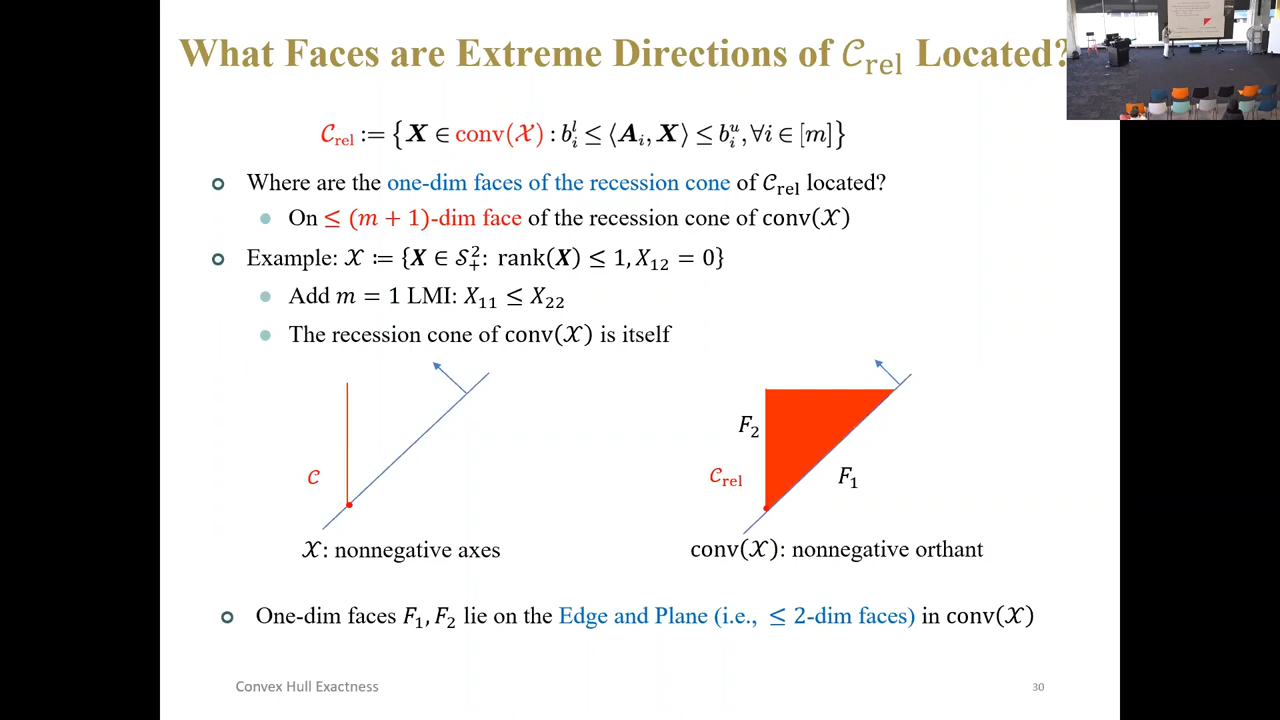 What Faces are Extreme Directions of 𝒞rel Located?
𝒞rel := {𝑿 ∈ conv(𝒳) : bᵢˡ ≤ ⟨𝑨ᵢ, 𝑿⟩ ≤ bᵢᵘ, ∀i ∈ [m]}
Where are the one-dim faces of the recession cone of 𝒞rel located?
On ≤ (m + 1)-dim face of the recession cone of conv(𝒳)
Example: 𝒳 ≔ {𝑿 ∈ 𝒮₊²: rank(𝑿) ≤ 1, X₁₂ = 0}
Add m = 1 LMI: X₁₁ ≤ X₂₂
The recession cone of conv(𝒳) is itself
F₂
𝒞
𝒞rel
F₁
𝒳: nonnegative axes
conv(𝒳): nonnegative orthant
One-dim faces F₁, F₂ lie on the Edge and Plane (i.e., ≤ 2-dim faces) in conv(𝒳)
Convex Hull Exactness
30